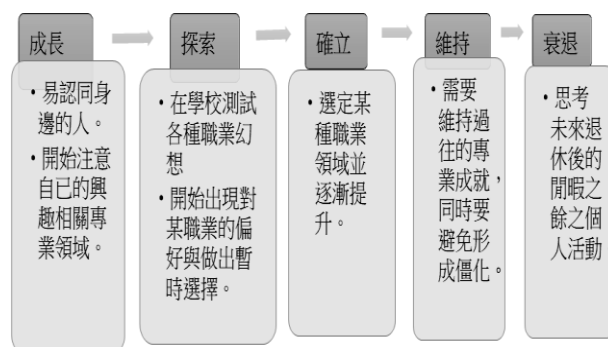 成長
探索
確立
維持
衰退
• 易認同身
邊的人。
• 開始注意
自已的興
趣相關專
業領域。
• 在學校測試
各種職業幻
想
• 開始出現對
某職業的偏
好與做出暫
時選擇。
• 選定某
種職業
領域並
逐漸提
升。
• 需要
維持過
往的專
業成就，
同時要
避免形
成僵化。
• 思考
未來退
休後的
閒暇之
餘之個
人活動